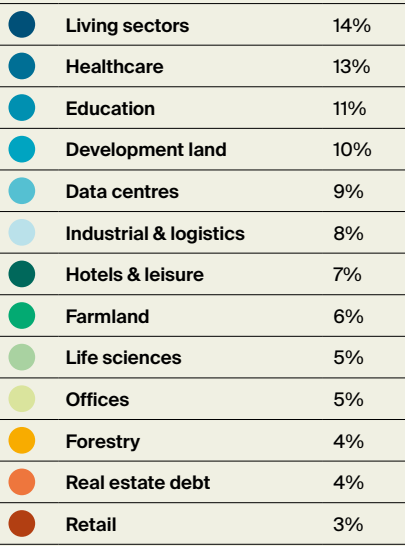 Living sectors 14%
Healthcare 13%
Education 11%
Development land 10%
Data centres 9%
Industrial & logistics 8%
Hotels & leisure 7%
Farmland 6%
Life sciences 5%
Offices 5%
Forestry 4%
Real estate debt 4%
Retail 3%